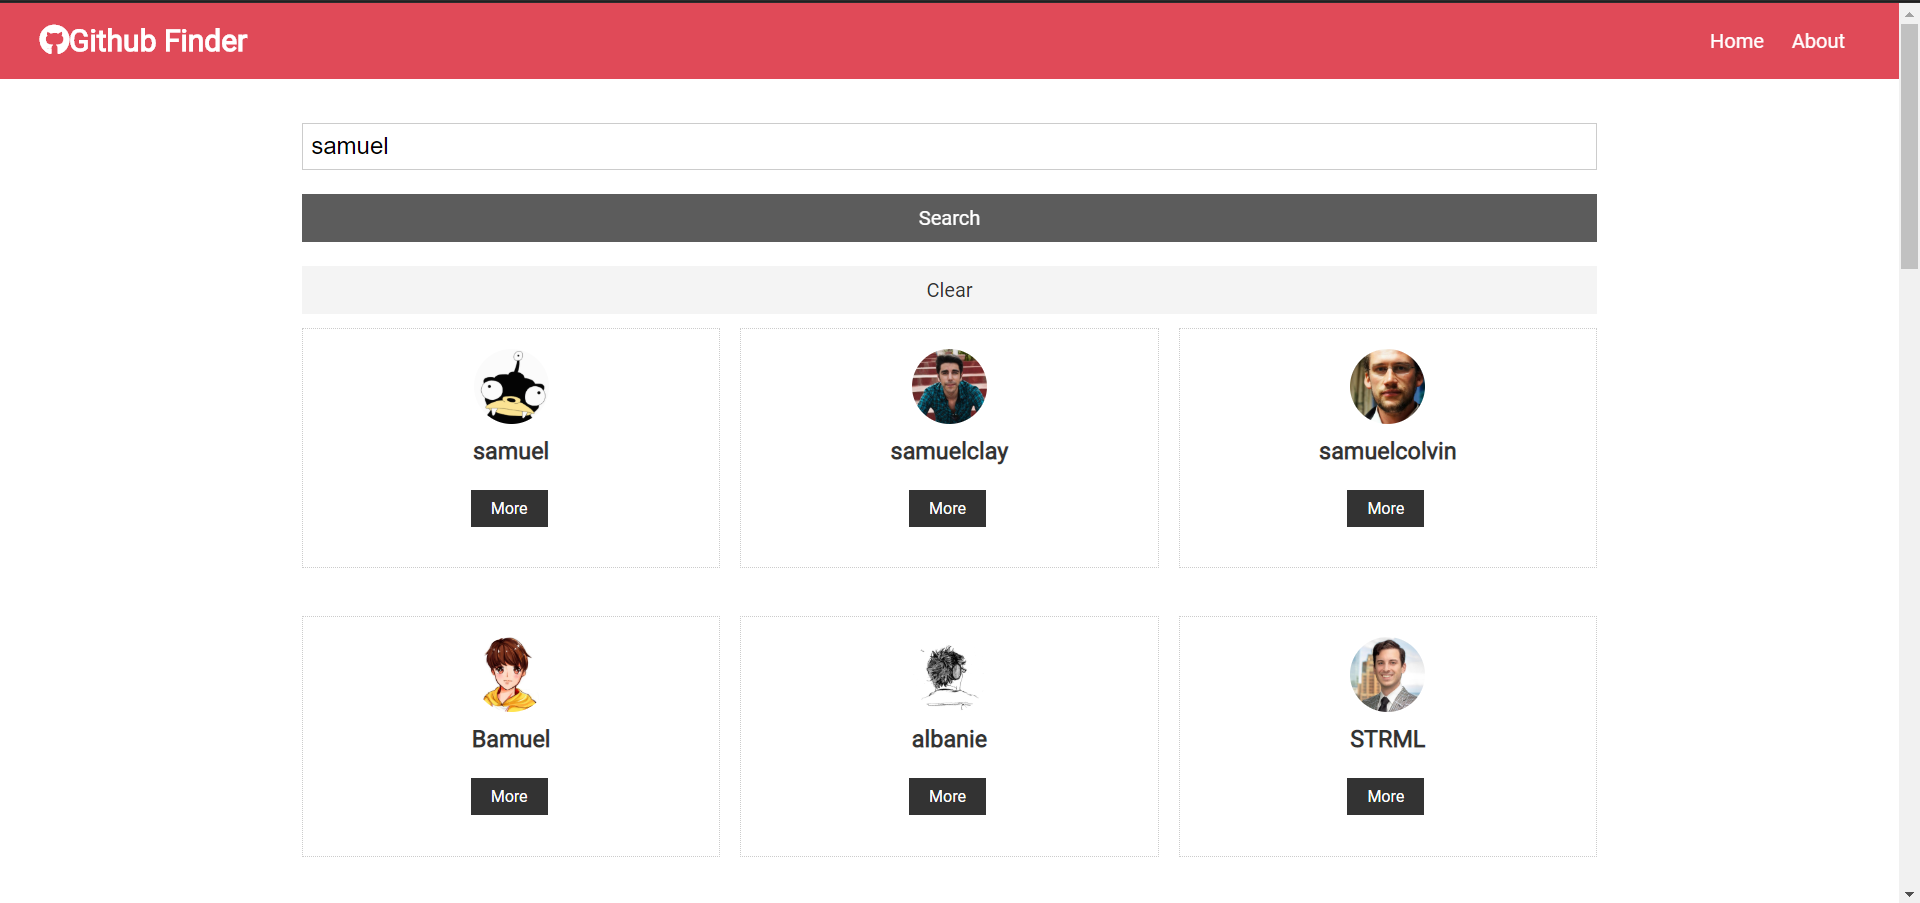 Github Finder
Home About
samuel
Search
Clear
samuel samuelclay samuelcolvin
More More More
Bamuel albanie STRML
More More More